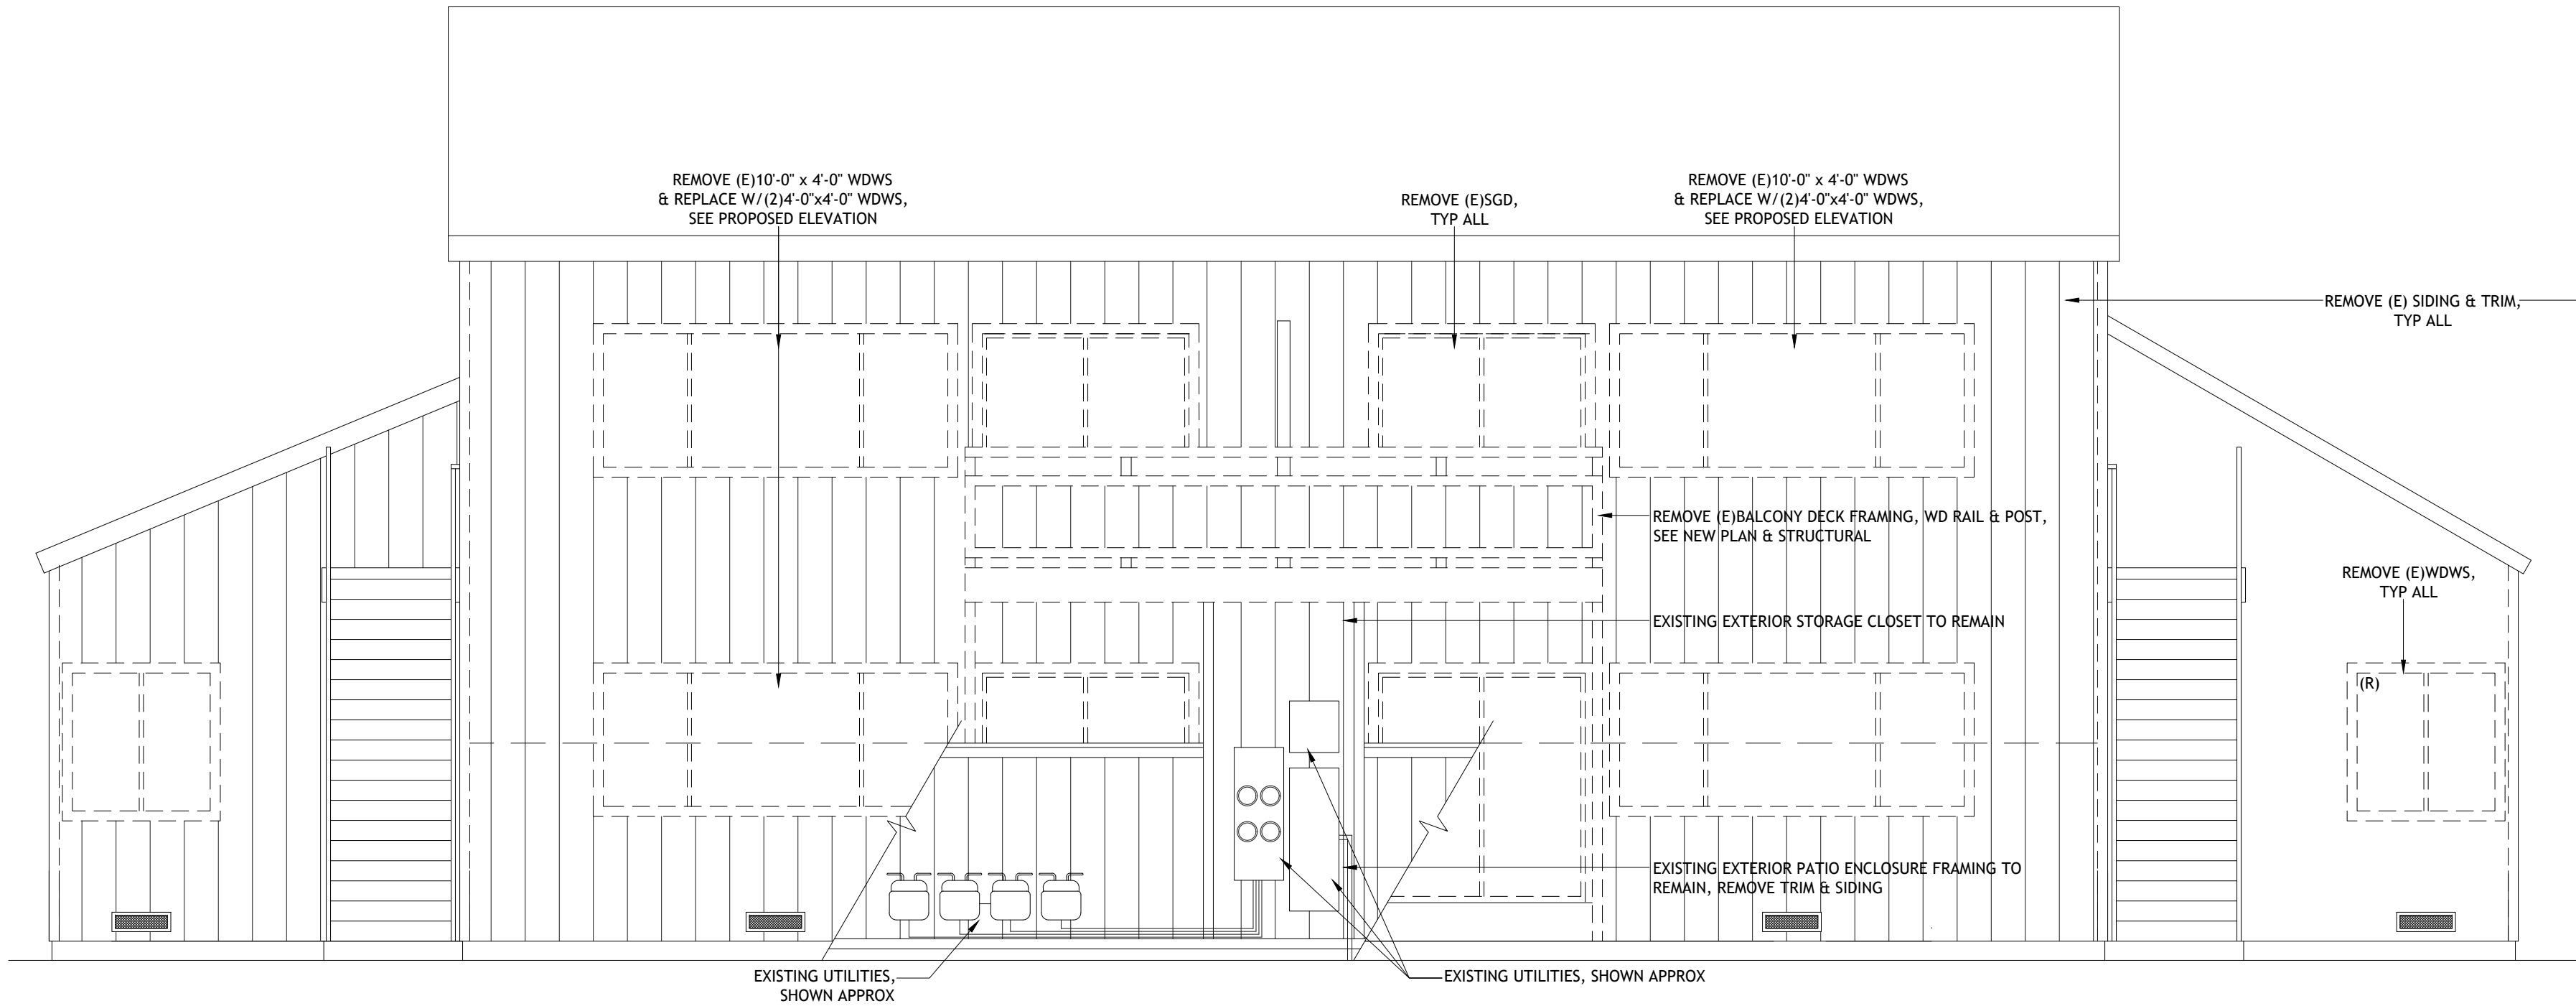 REMOVE (E)10'-0" x 4'-0" WDWS
& REPLACE W/(2)4'-0"x4'-0" WDWS,
SEE PROPOSED ELEVATION
REMOVE (E)SGD,
TYP ALL
REMOVE (E)10'-0" x 4'-0" WDWS
& REPLACE W/(2)4'-0"x4'-0" WDWS,
SEE PROPOSED ELEVATION
REMOVE (E) SIDING & TRIM,
TYP ALL
REMOVE (E)BALCONY DECK FRAMING, WD RAIL & POST,
SEE NEW PLAN & STRUCTURAL
REMOVE (E)WDWS,
TYP ALL
EXISTING EXTERIOR STORAGE CLOSET TO REMAIN
(R)
EXISTING EXTERIOR PATIO ENCLOSURE FRAMING TO
REMAIN, REMOVE TRIM & SIDING
EXISTING UTILITIES,
SHOWN APPROX
EXISTING UTILITIES, SHOWN APPROX